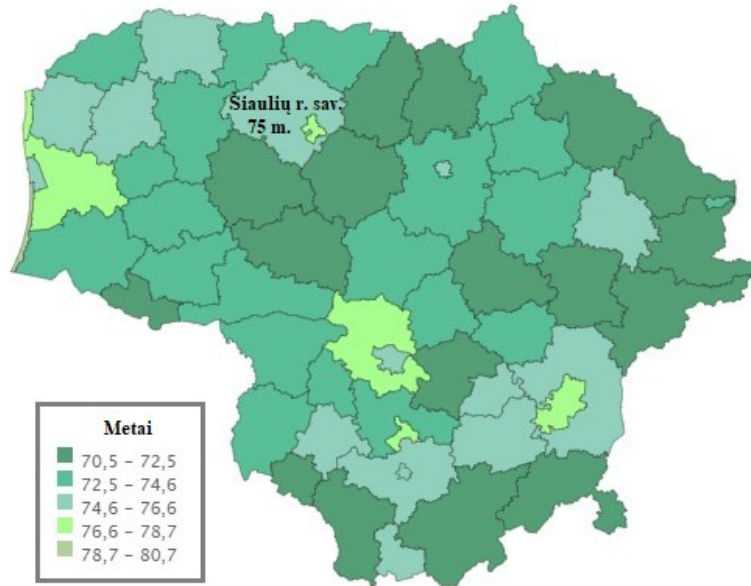 Šiaulių r. sav.
75 m.
Metai
70,5 – 72,5
72,5 – 74,6
74,6 – 76,6
76,6 – 78,7
78,7 – 80,7